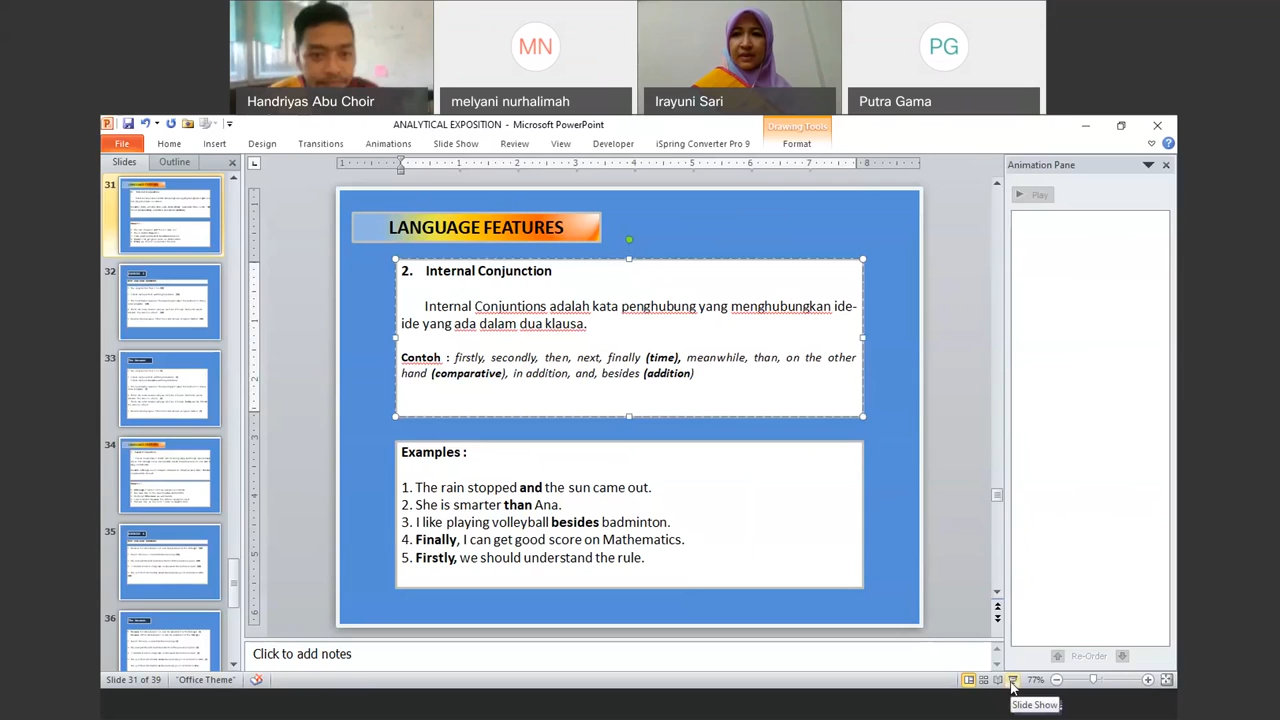 MN
PG
Handriyas Abu Choir
melyani nurhalimah
Irayuni Sari
Putra Gama
ANALYTICAL EXPOSITION - Microsoft PowerPoint
Drawing Tools
File Home Insert Design Transitions Animations Slide Show Review View Developer iSpring Converter Pro 9 Format
Slides Outline
Animation Pane
Play
31
32
33
34
35
36
LANGUAGE FEATURES
2. Internal Conjunction
Internal Conjuntions adalah kata penghubung yang menghubungkan ide-
ide yang ada dalam dua klausa.
Contoh : firstly, secondly, then, next, finally (time), meanwhile, than, on the other
hand (comparative), in addition, and, besides (addition)
Examples :
1. The rain stopped and the sun came out.
2. She is smarter than Ana.
3. I like playing volleyball besides badminton.
4. Finally, I can get good score on Mathematics.
5. Firstly, we should understand the rule.
Click to add notes
Re-Order
Slide 31 of 39 "Office Theme" 77%
Slide Show